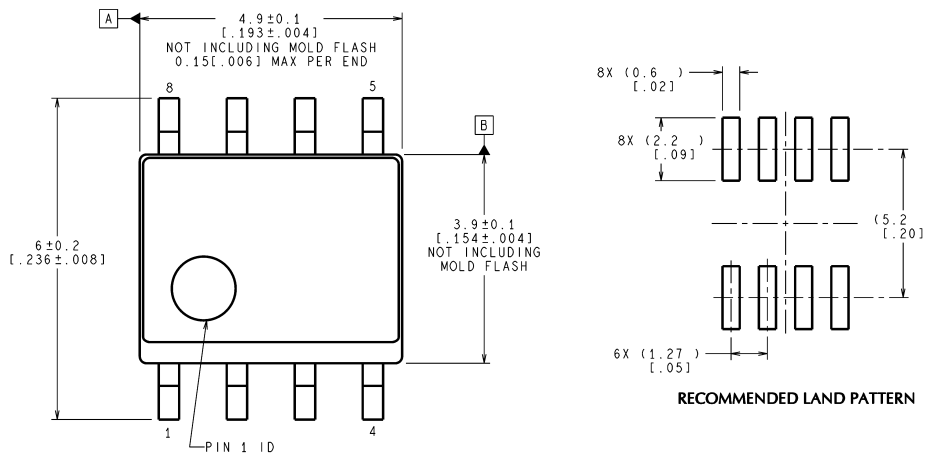 A
4.9±0.1
[.193±.004]
NOT INCLUDING MOLD FLASH
0.15[.006] MAX PER END
8
5
B
6±0.2
[.236±.008]
3.9±0.1
[.154±.004]
NOT INCLUDING
MOLD FLASH
1
4
PIN 1 ID
8X (0.6 )
[.02]
8X (2.2 )
[.09]
(5.2
[.20]
6X (1.27 )
[.05]
RECOMMENDED LAND PATTERN